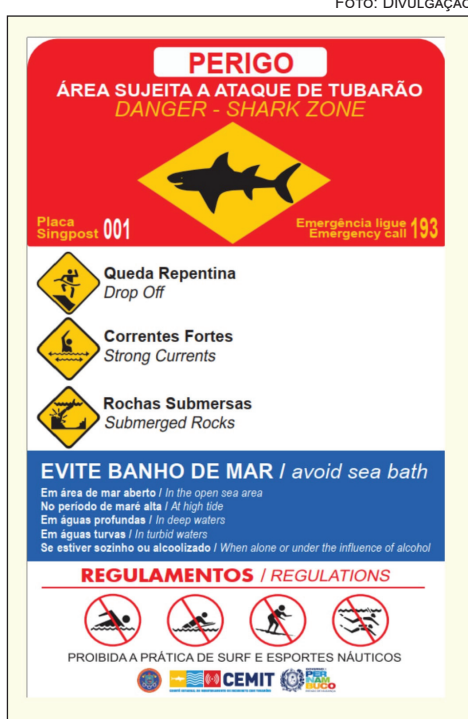 FOTO: DIVULGAÇÃO
PERIGO
ÁREA SUJEITA A ATAQUE DE TUBARÃO
DANGER - SHARK ZONE
Placa
Singpost 001
Emergência ligue
Emergency call 193
Queda Repentina
Drop Off
Correntes Fortes
Strong Currents
Rochas Submersas
Submerged Rocks
EVITE BANHO DE MAR / avoid sea bath
Em área de mar aberto / In the open sea area
No período de maré alta / At high tide
Em águas profundas / In deep waters
Em águas turvas / In turbid waters
Se estiver sozinho ou alcoolizado / When alone or under the influence of alcohol
REGULAMENTOS / REGULATIONS
PROIBIDA A PRÁTICA DE SURF E ESPORTES NÁUTICOS
CEMIT
PER
NAM
BUCO